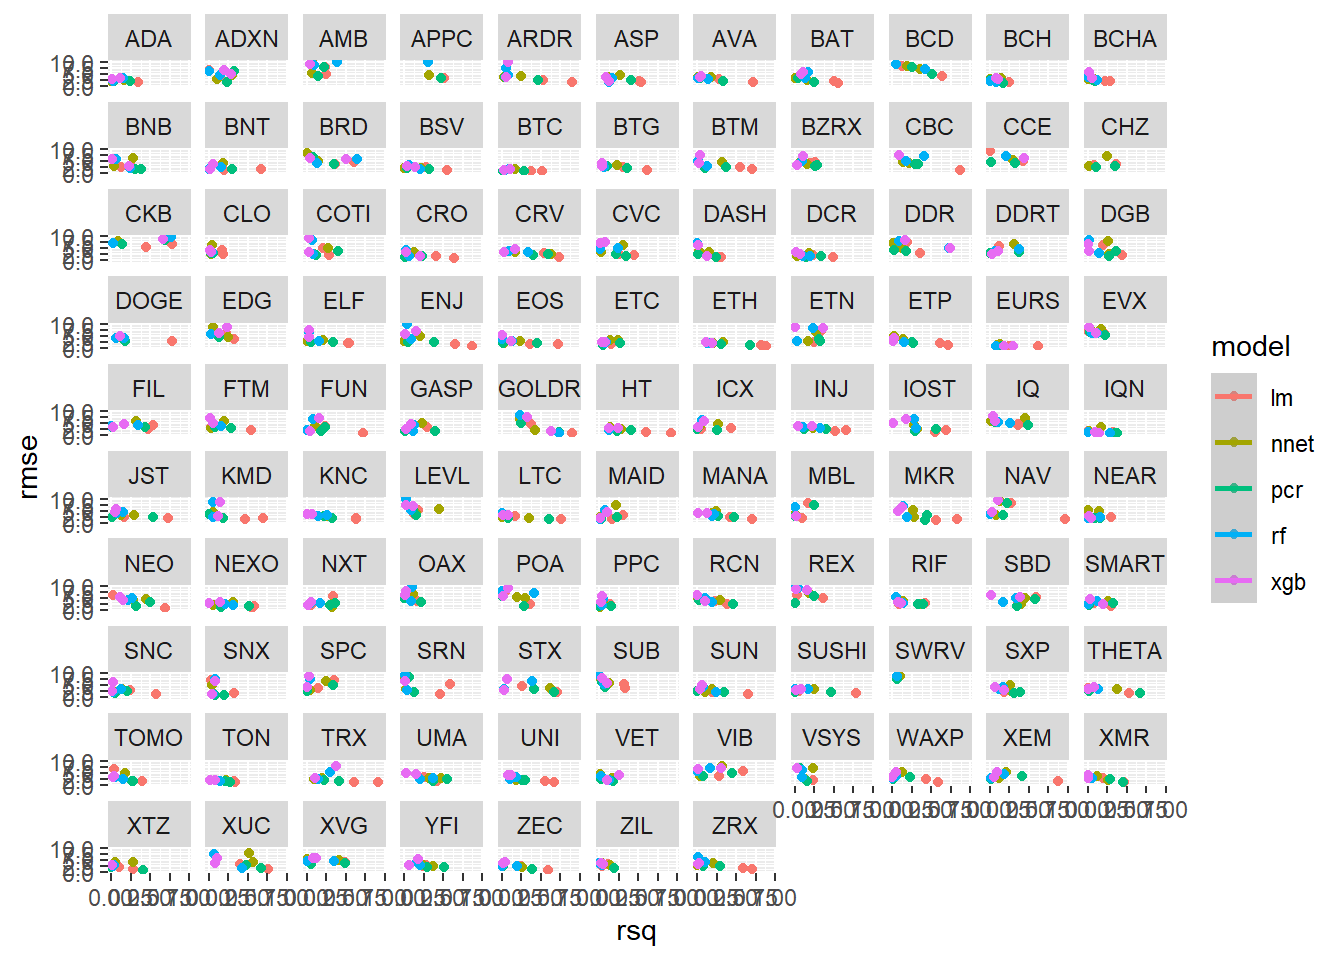 ADA ADXN AMB APPC ARDR ASP AVA BAT BCD BCH BCHA
BNB BNT BRD BSV BTC BTG BTM BZRX CBC CCE CHZ
CKB CLO COTI CRO CRV CVC DASH DCR DDR DDRT DGB
DOGE EDG ELF ENJ EOS ETC ETH ETN ETP EURS EVX
FIL FTM FUN GASP GOLDR HT ICX INJ IOST IQ IQN
JST KMD KNC LEVL LTC MAID MANA MBL MKR NAV NEAR
NEO NEXO NXT OAX POA PPC RCN REX RIF SBD SMART
SNC SNX SPC SRN STX SUB SUN SUSHI SWRV SXP THETA
TOMO TON TRX UMA UNI VET VIB VSYS WAXP XEM XMR
XTZ XUC XVG YFI ZEC ZIL ZRX
rmse
rsq
model
lm
nnet
pcr
rf
xgb